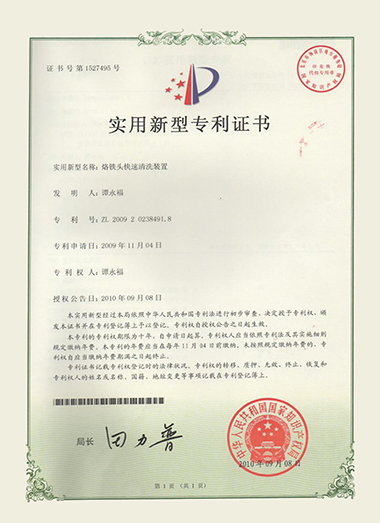 证书号第1527495号
实用新型专利证书
实用新型名称：烙铁头快速清洗装置
发明人：谭永福
专利号：ZL 2009 2 0238491.8
专利申请日：2009年11月04日
专利权人：谭永福
授权公告日：2010年09月08日
本实用新型经过本局依照中华人民共和国专利法进行初步审查，决定授予专利权，颁
发本证书并在专利登记簿上予以登记。专利权自授权公告之日起生效。
本专利的专利权期限为十年，自申请日起算。专利权人应当依照专利法及其实施细则
规定缴纳年费。本专利的年费应当在每年11月04日前缴纳。未按照规定缴纳年费的，专
利权自应当缴纳年费期满之日起终止。
专利证书记载专利权登记时的法律状况。专利权的转移、质押、无效、终止、恢复和
专利权人的姓名或名称、国籍、地址变更等事项记载在专利登记簿上。
局长
田力普
中华人民共和国国家知识产权局
2010年09月08日
第1页（共1页）